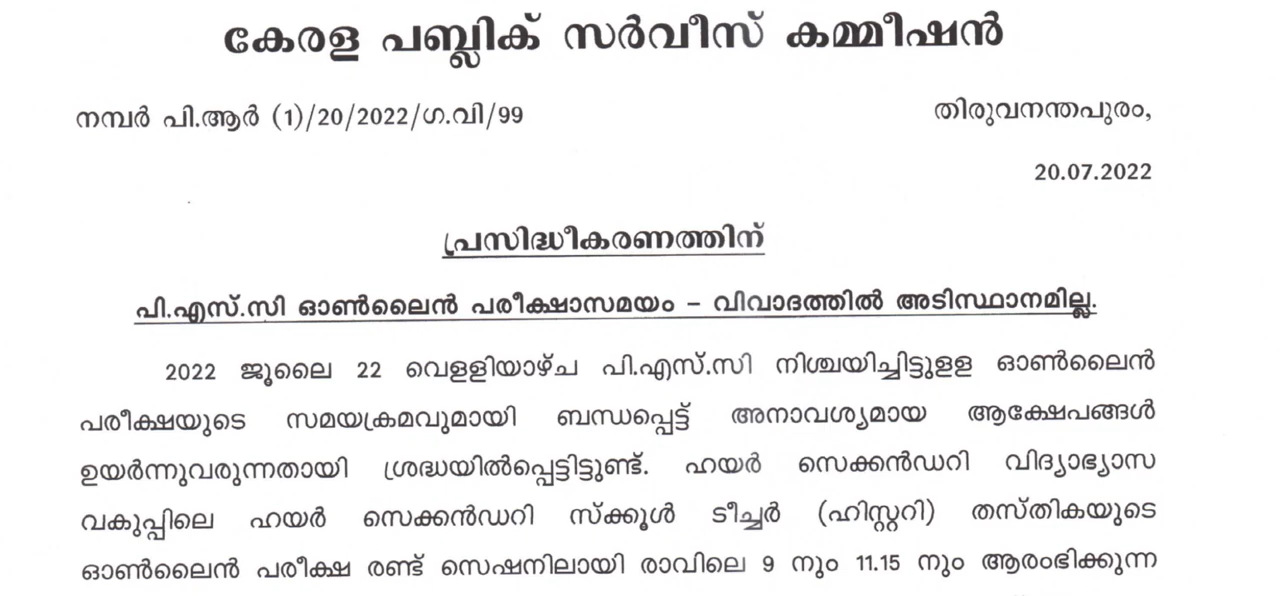 കേരള പബ്ലിക് സർവീസ് കമ്മീഷൻ
നമ്പർ പി.ആർ (1)/20/2022/ഗ.വി/99
തിരുവനന്തപുരം,
20.07.2022
പ്രസിദ്ധീകരണത്തിന്
പി.എസ്.സി ഓൺലൈൻ പരീക്ഷാസമയം – വിവാദത്തിൽ അടിസ്ഥാനമില്ല.
2022 ജൂലൈ 22 വെളളിയാഴ്ച പി.എസ്.സി നിശ്ചയിച്ചിട്ടുളള ഓൺലൈൻ
പരീക്ഷയുടെ സമയക്രമവുമായി ബന്ധപ്പെട്ട് അനാവശ്യമായ ആക്ഷേപങ്ങൾ
ഉയർന്നുവരുന്നതായി ശ്രദ്ധയിൽപ്പെട്ടിട്ടുണ്ട്. ഹയർ സെക്കൻഡറി വിദ്യാഭ്യാസ
വകുപ്പിലെ ഹയർ സെക്കൻഡറി സ്ക്കൂൾ ടീച്ചർ (ഹിസ്റ്ററി) തസ്തികയുടെ
ഓൺലൈൻ പരീക്ഷ രണ്ട് സെഷനിലായി രാവിലെ 9 നും 11.15 നും ആരംഭിക്കുന്ന